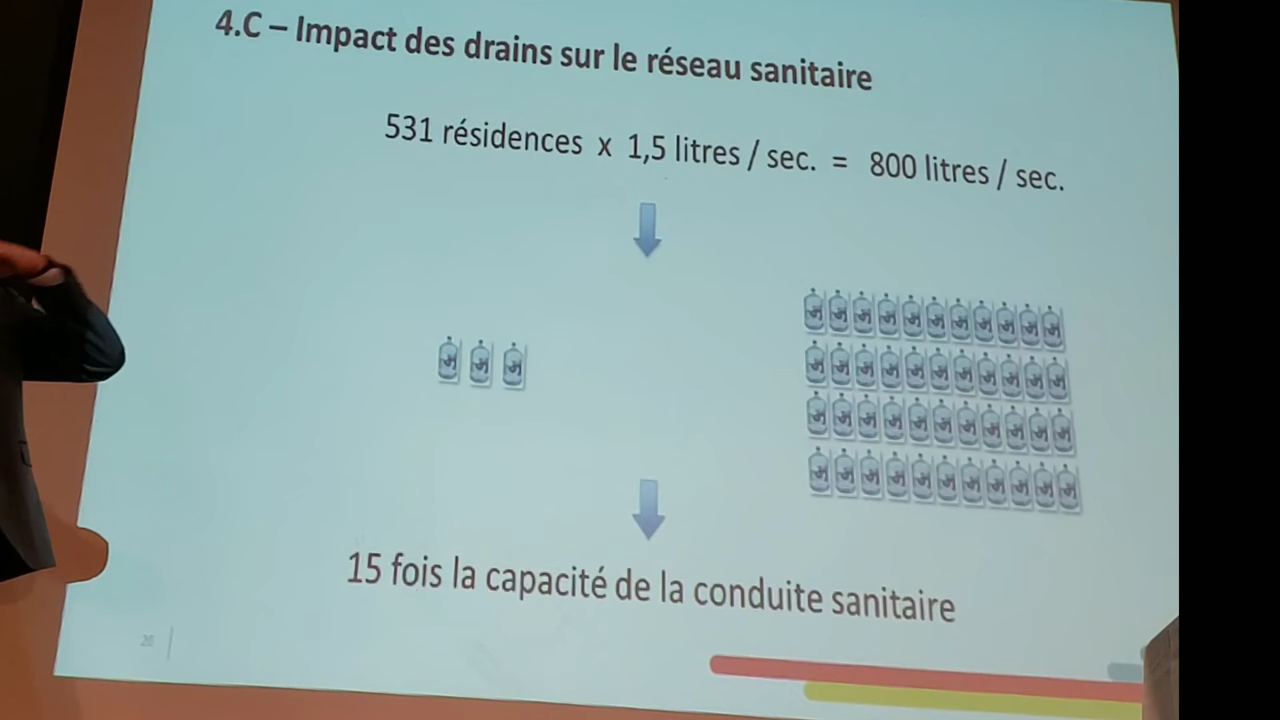 4.C – Impact des drains sur le réseau sanitaire
531 résidences x 1,5 litres / sec. = 800 litres / sec.
15 fois la capacité de la conduite sanitaire
26